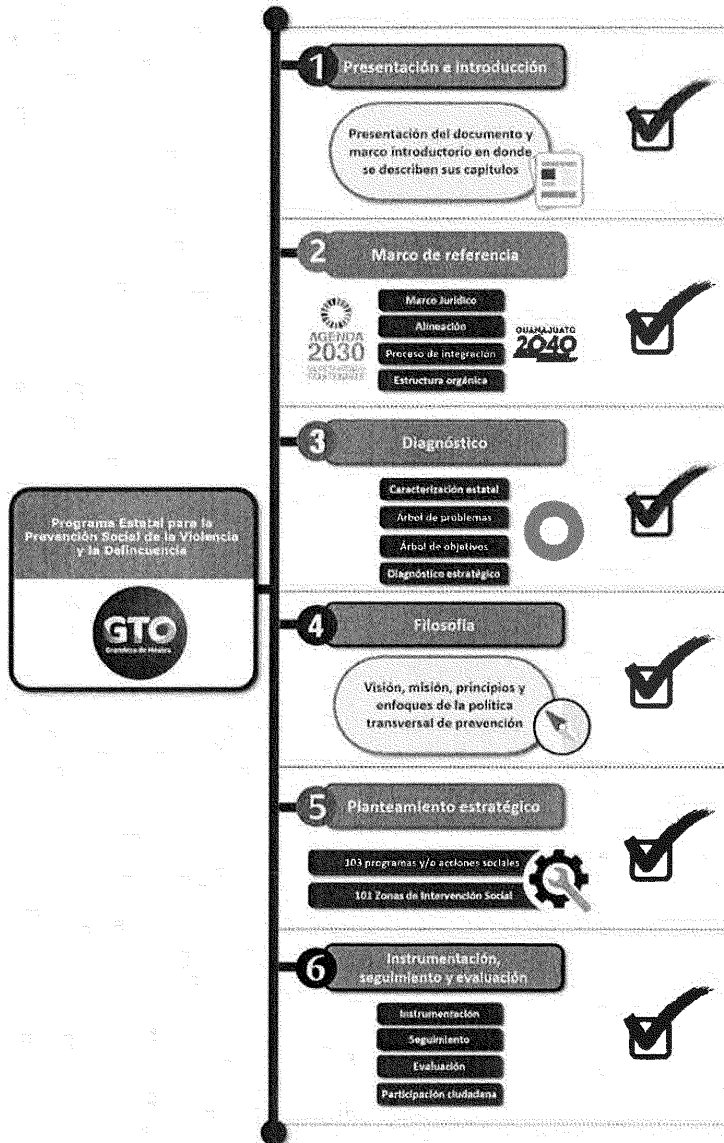 1
Presentación e introducción
Presentación del documento y
marco introductorio en donde
se describen sus capítulos
2
Marco de referencia
Marco Jurídico
Alineación
Proceso de integración
Estructura orgánica
AGENDA
2030
GUANAJUATO
2040
3
Diagnóstico
Caracterización estatal
Árbol de problemas
Árbol de objetivos
Diagnóstico estratégico
Programa Estatal para la
Prevención Social de la Violencia
y la Delincuencia
GTO
Grandeza de México
4
Filosofía
Visión, misión, principios y
enfoques de la política
transversal de prevención
5
Planteamiento estratégico
103 programas y/o acciones sociales
101 Zonas de Intervención Social
6
Instrumentación,
seguimiento y evaluación
Instrumentación
Seguimiento
Evaluación
Participación ciudadana